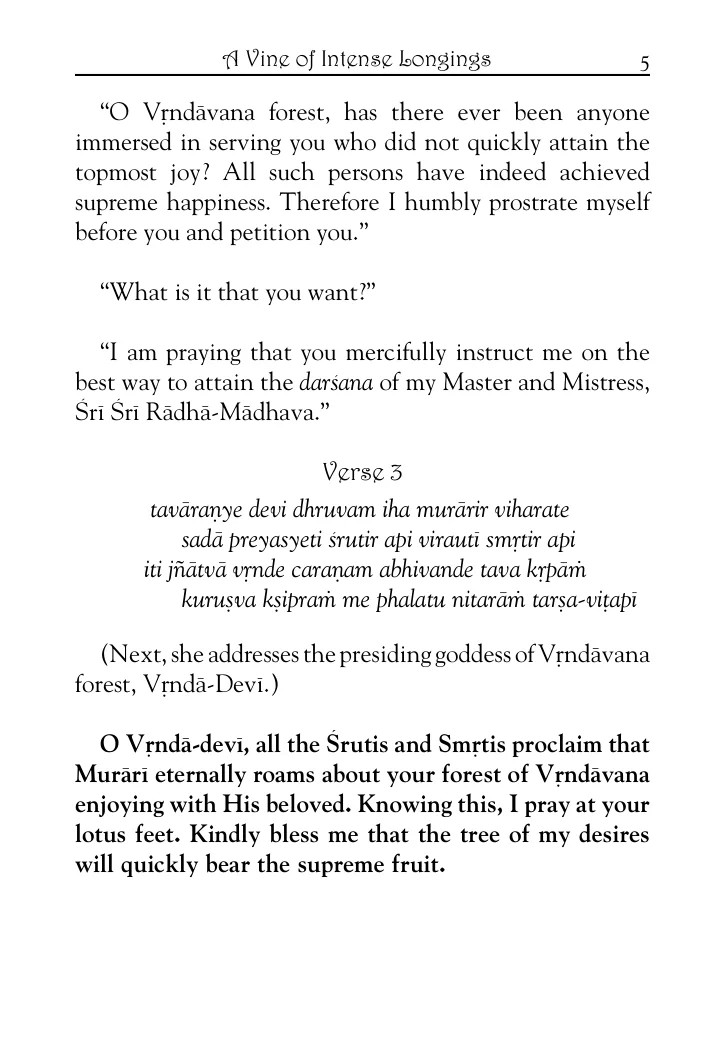 A Vine of Intense Longings 5
“O Vṛndāvana forest, has there ever been anyone
immersed in serving you who did not quickly attain the
topmost joy? All such persons have indeed achieved
supreme happiness. Therefore I humbly prostrate myself
before you and petition you.”
“What is it that you want?”
“I am praying that you mercifully instruct me on the
best way to attain the darśana of my Master and Mistress,
Śrī Śrī Rādhā-Mādhava.”
Verse 3
tavāraṇye devi dhruvam iha murārir viharate
sadā preyasyeti śrutir api virautī smṛtir api
iti jñātvā vṛnde caraṇam abhivande tava kṛpāṁ
kuruṣva kṣipraṁ me phalatu nitarāṁ tarṣa-viṭapī
(Next, she addresses the presiding goddess of Vṛndāvana
forest, Vṛndā-Devī.)
O Vṛndā-devī, all the Śrutis and Smṛtis proclaim that
Murārī eternally roams about your forest of Vṛndāvana
enjoying with His beloved. Knowing this, I pray at your
lotus feet. Kindly bless me that the tree of my desires
will quickly bear the supreme fruit.